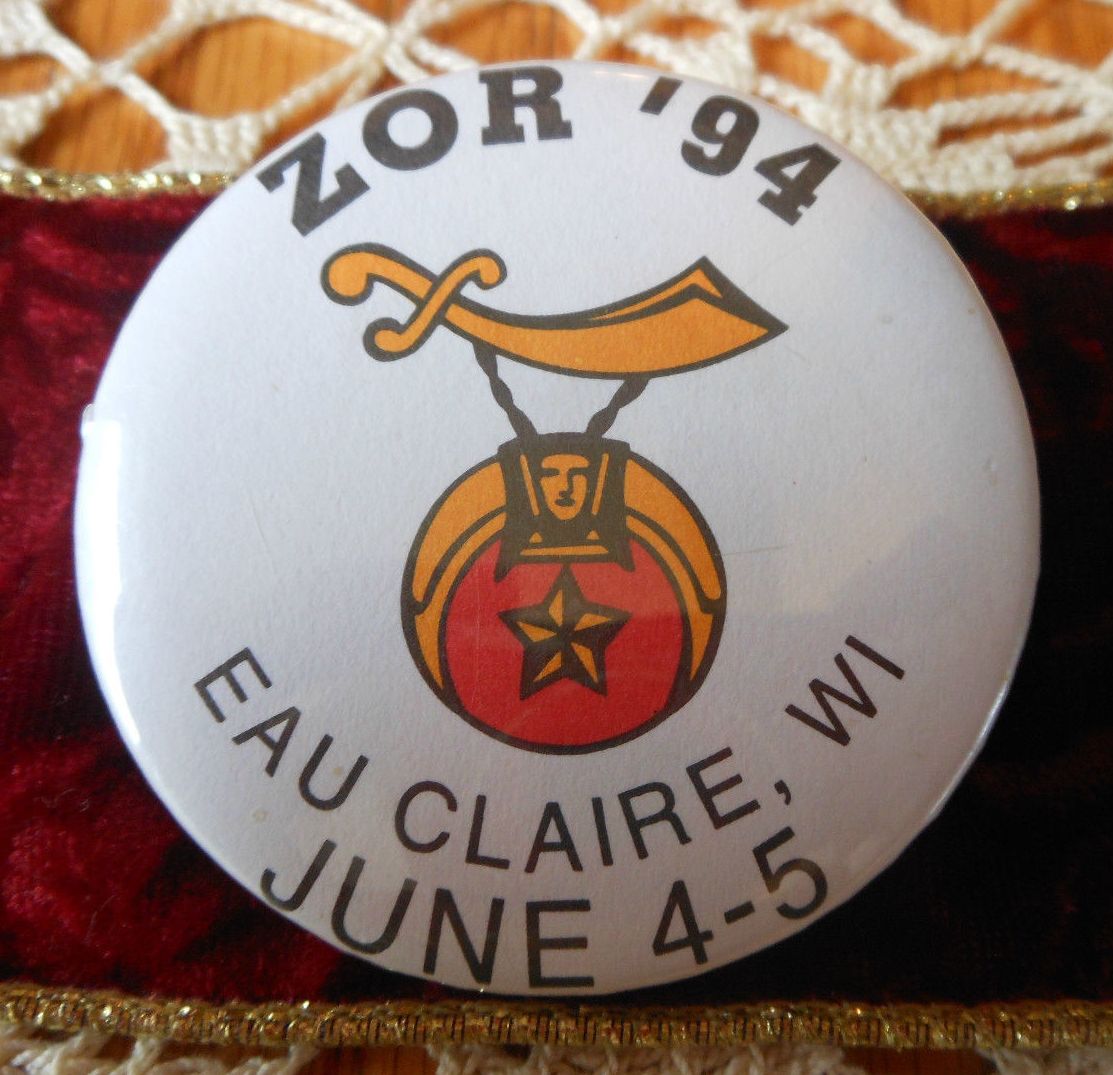 ZOR '94
EAU CLAIRE, WI
JUNE 4-5